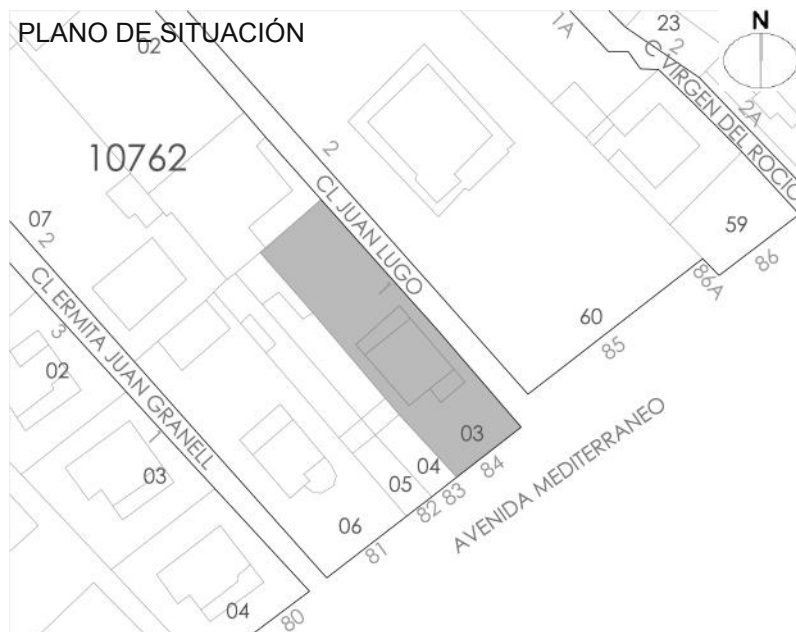 PLANO DE SITUACIÓN
N
02
1A
23
2
C VIRGEN DEL ROCÍO
2A
10762
2
CL JUAN LUGO
1
07
2
CL ERMITA JUAN GRANELL
3
02
1
03
59
86
86A
60
85
03
84
04
83
05
82
06
81
AVENIDA MEDITERRANEO
04
80